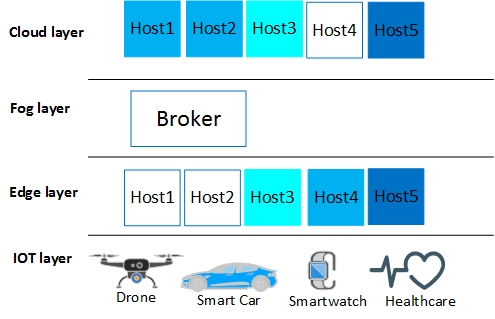 Cloud layer
Host1 Host2 Host3 Host4 Host5
Fog layer
Broker
Edge layer
Host1 Host2 Host3 Host4 Host5
IOT layer
Drone Smart Car Smartwatch Healthcare